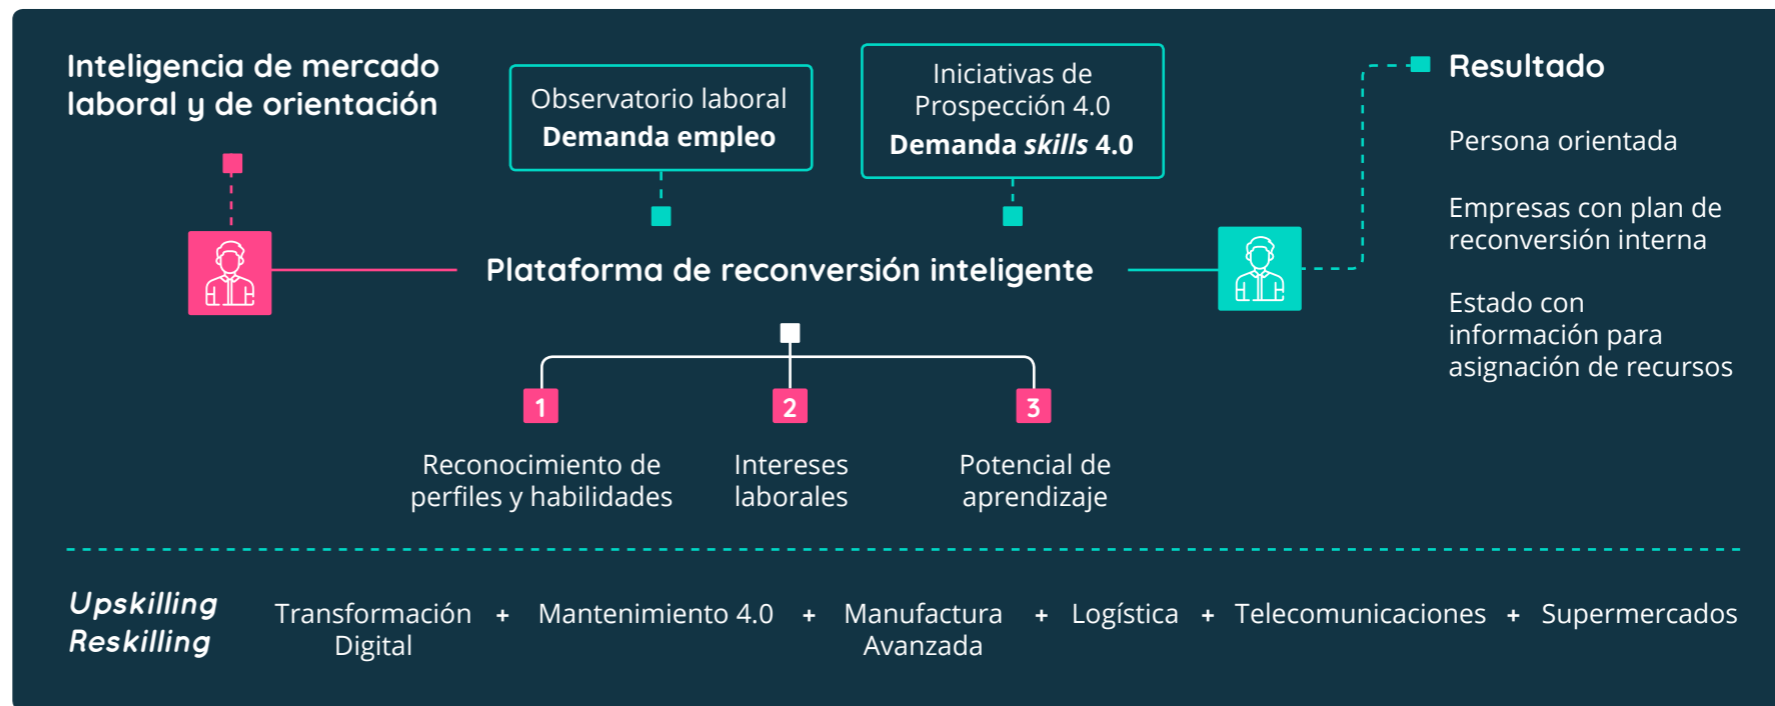 Inteligencia de mercado
laboral y de orientación
Observatorio laboral
Demanda empleo
Iniciativas de
Prospección 4.0
Demanda skills 4.0
Resultado
Persona orientada
Empresas con plan de
reconversión interna
Estado con
información para
asignación de recursos
Plataforma de reconversión inteligente
1
Reconocimiento de
perfiles y habilidades
2
Intereses
laborales
3
Potencial de
aprendizaje
Upskilling
Reskilling
Transformación
Digital
+
Mantenimiento 4.0
+
Manufactura
Avanzada
+
Logística
+
Telecomunicaciones
+
Supermercados